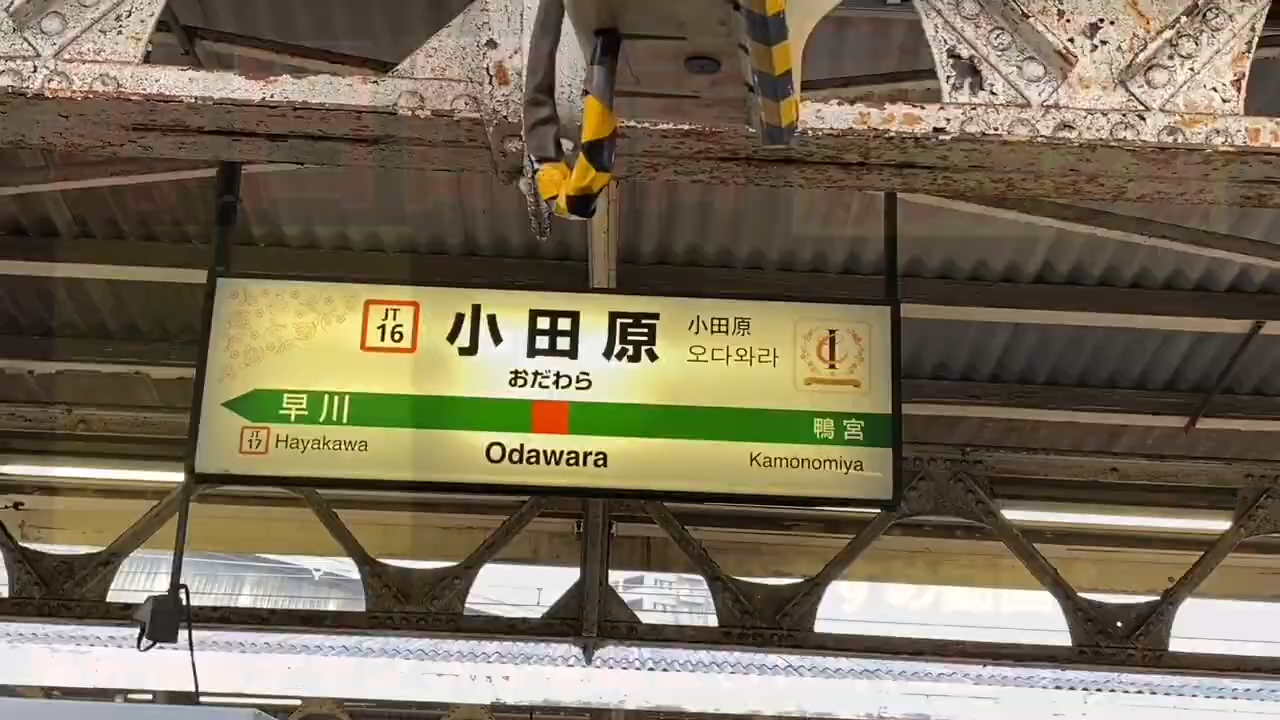 JT
16
小田原
小田原
오다와라
おだわら
早川
鴨宮
JT
17
Hayakawa
Odawara
Kamonomiya